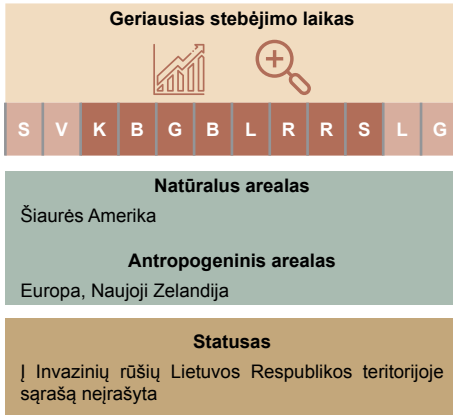 Geriausias stebėjimo laikas
S V K B G B L R R S L G
Natūralus arealas
Šiaurės Amerika
Antropogeninis arealas
Europa, Naujoji Zelandija
Statusas
Į Invazinių rūšių Lietuvos Respublikos teritorijoje
sąrašą neįrašyta